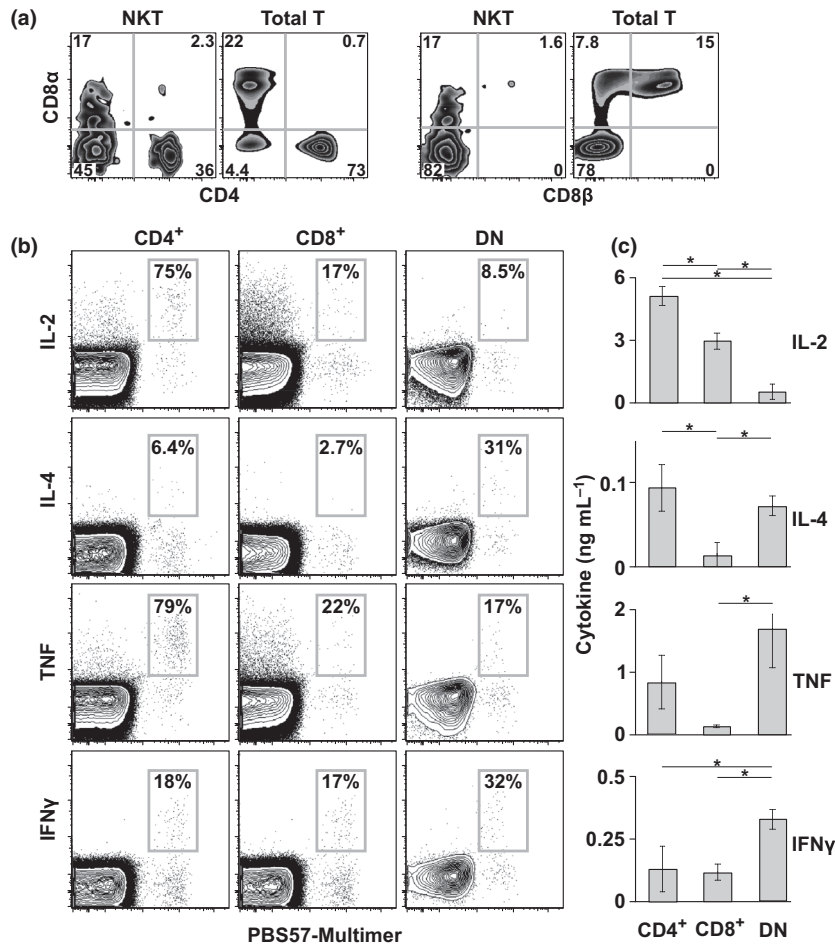 (a)
NKT Total T NKT Total T
17 2.3 22 0.7 17 1.6 7.8 15
CD8α
45 36 4.4 73 82 0 78 0
CD4 CD8β
(b) (c)
CD4+ CD8+ DN
75% 17% 8.5%
IL-2
6.4% 2.7% 31%
IL-4
79% 22% 17%
TNF
18% 17% 32%
IFNγ
PBS57-Multimer
Cytokine (ng mL−1)
* *
*
6
3
0
IL-2
* *
0.1
0
IL-4
*
2
1
0
TNF
*
*
0.5
0.25
0
IFNγ
CD4+ CD8+ DN